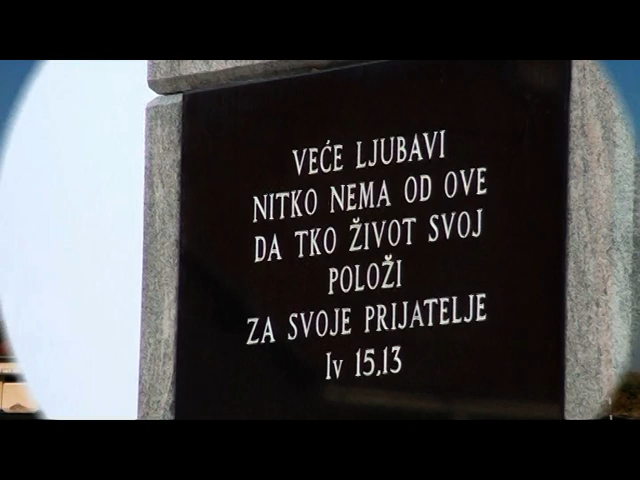 VEĆE LJUBAVI
NITKO NEMA OD OVE
DA TKO ŽIVOT SVOJ
POLOŽI
ZA SVOJE PRIJATELJE
Iv 15,13